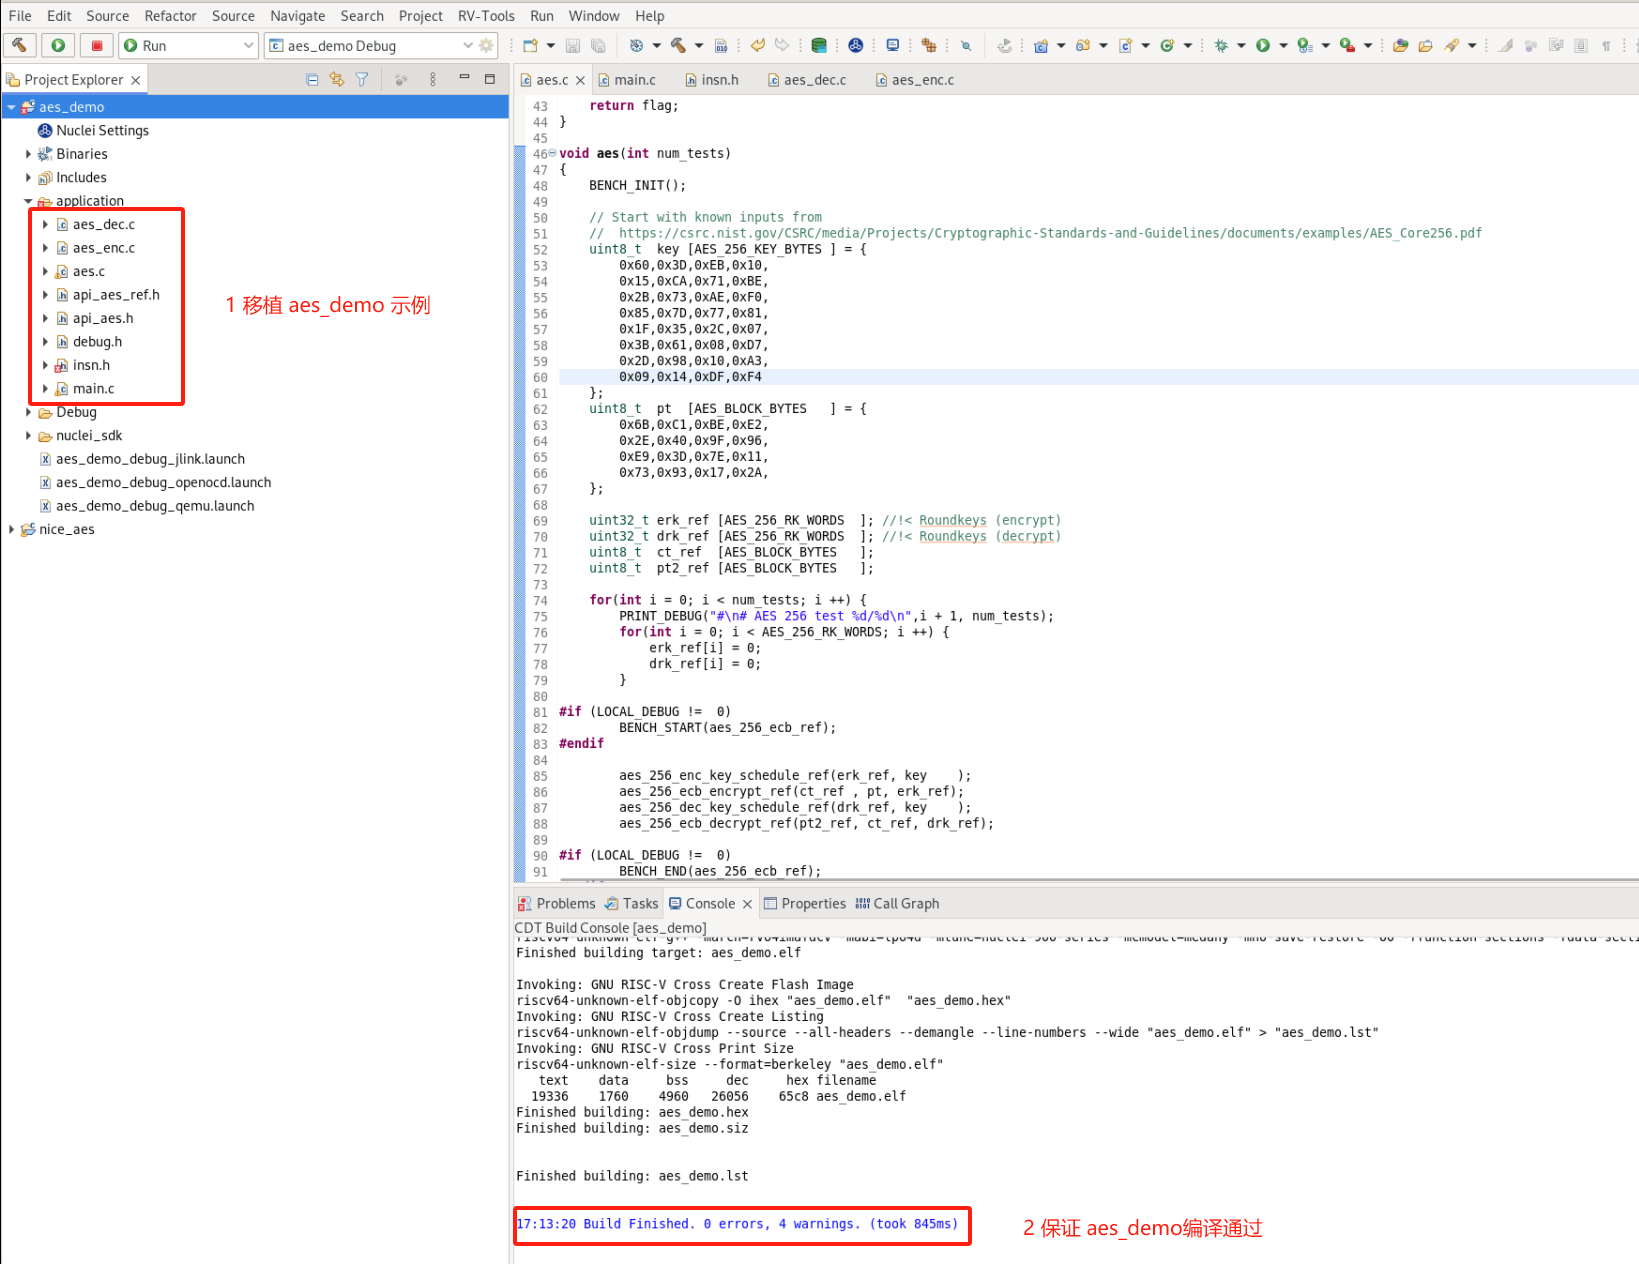 File Edit Source Refactor Source Navigate Search Project RV-Tools Run Window Help
Run aes_demo Debug
Project Explorer
aes_demo
Nuclei Settings
Binaries
Includes
application
aes_dec.c
aes_enc.c
aes.c
api_aes_ref.h
api_aes.h
debug.h
insn.h
main.c
Debug
nuclei_sdk
aes_demo_debug_jlink.launch
aes_demo_debug_openocd.launch
aes_demo_debug_qemu.launch
nice_aes
1 移植 aes_demo 示例
aes.c main.c insn.h aes_dec.c aes_enc.c
43     return flag;
44 }
45
46 void aes(int num_tests)
47 {
48     BENCH_INIT();
49
50     // Start with known inputs from
51     //  https://csrc.nist.gov/CSRC/media/Projects/Cryptographic-Standards-and-Guidelines/documents/examples/AES_Core256.pdf
52     uint8_t  key [AES_256_KEY_BYTES ] = {
53         0x60,0x3D,0xEB,0x10,
54         0x15,0xCA,0x71,0xBE,
55         0x2B,0x73,0xAE,0xF0,
56         0x85,0x7D,0x77,0x81,
57         0x1F,0x35,0x2C,0x07,
58         0x3B,0x61,0x08,0xD7,
59         0x2D,0x98,0x10,0xA3,
60         0x09,0x14,0xDF,0xF4
61     };
62     uint8_t  pt  [AES_BLOCK_BYTES   ] = {
63         0x6B,0xC1,0xBE,0xE2,
64         0x2E,0x40,0x9F,0x96,
65         0xE9,0x3D,0x7E,0x11,
66         0x73,0x93,0x17,0x2A,
67     };
68
69     uint32_t erk_ref [AES_256_RK_WORDS  ]; //!< Roundkeys (encrypt)
70     uint32_t drk_ref [AES_256_RK_WORDS  ]; //!< Roundkeys (decrypt)
71     uint8_t  ct_ref  [AES_BLOCK_BYTES   ];
72     uint8_t  pt2_ref [AES_BLOCK_BYTES   ];
73
74     for(int i = 0; i < num_tests; i ++) {
75         PRINT_DEBUG("#\n# AES 256 test %d/%d\n",i + 1, num_tests);
76         for(int i = 0; i < AES_256_RK_WORDS; i ++) {
77             erk_ref[i] = 0;
78             drk_ref[i] = 0;
79         }
80
81 #if (LOCAL_DEBUG !=  0)
82         BENCH_START(aes_256_ecb_ref);
83 #endif
84
85         aes_256_enc_key_schedule_ref(erk_ref, key    );
86         aes_256_ecb_encrypt_ref(ct_ref , pt, erk_ref);
87         aes_256_dec_key_schedule_ref(drk_ref, key    );
88         aes_256_ecb_decrypt_ref(pt2_ref, ct_ref, drk_ref);
89
90 #if (LOCAL_DEBUG !=  0)
91         BENCH_END(aes_256_ecb_ref);
Problems Tasks Console Properties Call Graph
CDT Build Console [aes_demo]
Finished building target: aes_demo.elf
Invoking: GNU RISC-V Cross Create Flash Image
riscv64-unknown-elf-objcopy -O ihex "aes_demo.elf"  "aes_demo.hex"
Invoking: GNU RISC-V Cross Create Listing
riscv64-unknown-elf-objdump --source --all-headers --demangle --line-numbers --wide "aes_demo.elf" > "aes_demo.lst"
Invoking: GNU RISC-V Cross Print Size
riscv64-unknown-elf-size --format=berkeley "aes_demo.elf"
text    data     bss     dec     hex filename
19336    1760    4960   26056    65c8 aes_demo.elf
Finished building: aes_demo.hex
Finished building: aes_demo.siz
Finished building: aes_demo.lst
17:13:20 Build Finished. 0 errors, 4 warnings. (took 845ms)
2 保证 aes_demo编译通过